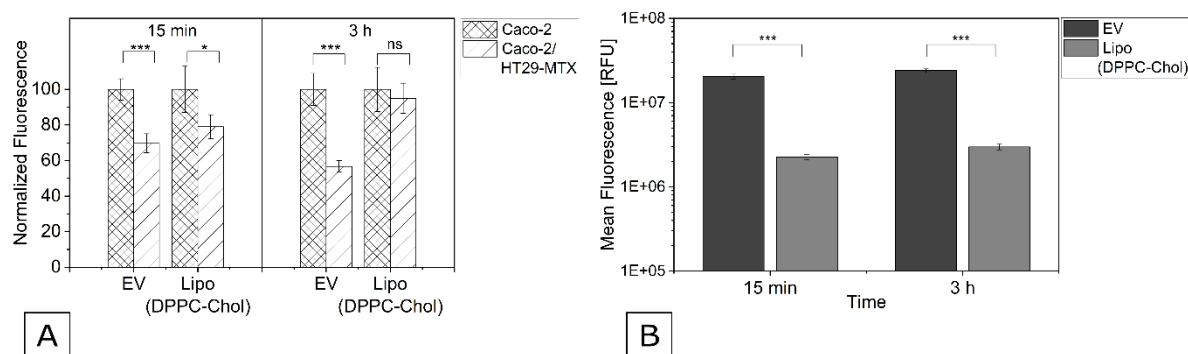 15 min
3 h
Caco-2
Caco-2/
HT29-MTX
***
*
***
ns
100
80
60
40
20
0
Normalized Fluorescence
EV
Lipo
(DPPC-Chol)
EV
Lipo
(DPPC-Chol)
A
1E+08
1E+07
1E+06
1E+05
Mean Fluorescence [RFU]
***
***
EV
Lipo
(DPPC-Chol)
15 min
3 h
Time
B